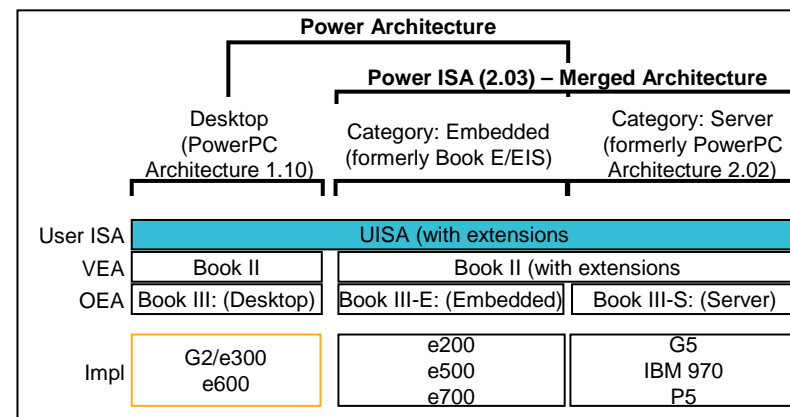 Power Architecture
Power ISA (2.03) – Merged Architecture
Desktop
(PowerPC
Architecture 1.10)
Category: Embedded
(formerly Book E/EIS)
Category: Server
(formerly PowerPC
Architecture 2.02)
User ISA
UISA (with extensions
VEA
Book II
Book II (with extensions
OEA
Book III: (Desktop)
Book III-E: (Embedded)
Book III-S: (Server)
Impl
G2/e300
e600
e200
e500
e700
G5
IBM 970
P5